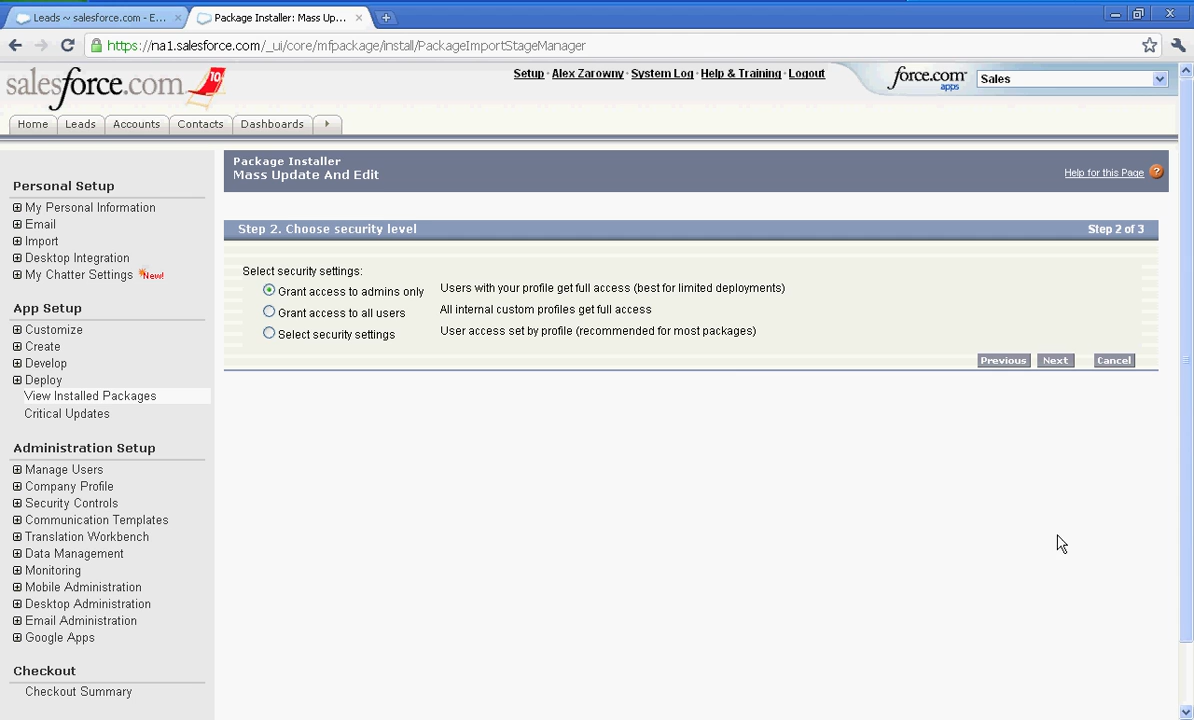 Leads ~ salesforce.com - E...
Package Installer: Mass Up...
https://na1.salesforce.com/_ui/core/mfpackage/install/PackageImportStageManager
salesforce.com 10
Setup · Alex Zarowny · System Log · Help & Training · Logout
force.com apps
Sales
Home Leads Accounts Contacts Dashboards
Personal Setup
My Personal Information
Email
Import
Desktop Integration
My Chatter Settings New!
App Setup
Customize
Create
Develop
Deploy
View Installed Packages
Critical Updates
Administration Setup
Manage Users
Company Profile
Security Controls
Communication Templates
Translation Workbench
Data Management
Monitoring
Mobile Administration
Desktop Administration
Email Administration
Google Apps
Checkout
Checkout Summary
Package Installer
Mass Update And Edit
Help for this Page ?
Step 2. Choose security level Step 2 of 3
Select security settings:
Grant access to admins only Users with your profile get full access (best for limited deployments)
Grant access to all users All internal custom profiles get full access
Select security settings User access set by profile (recommended for most packages)
Previous Next Cancel